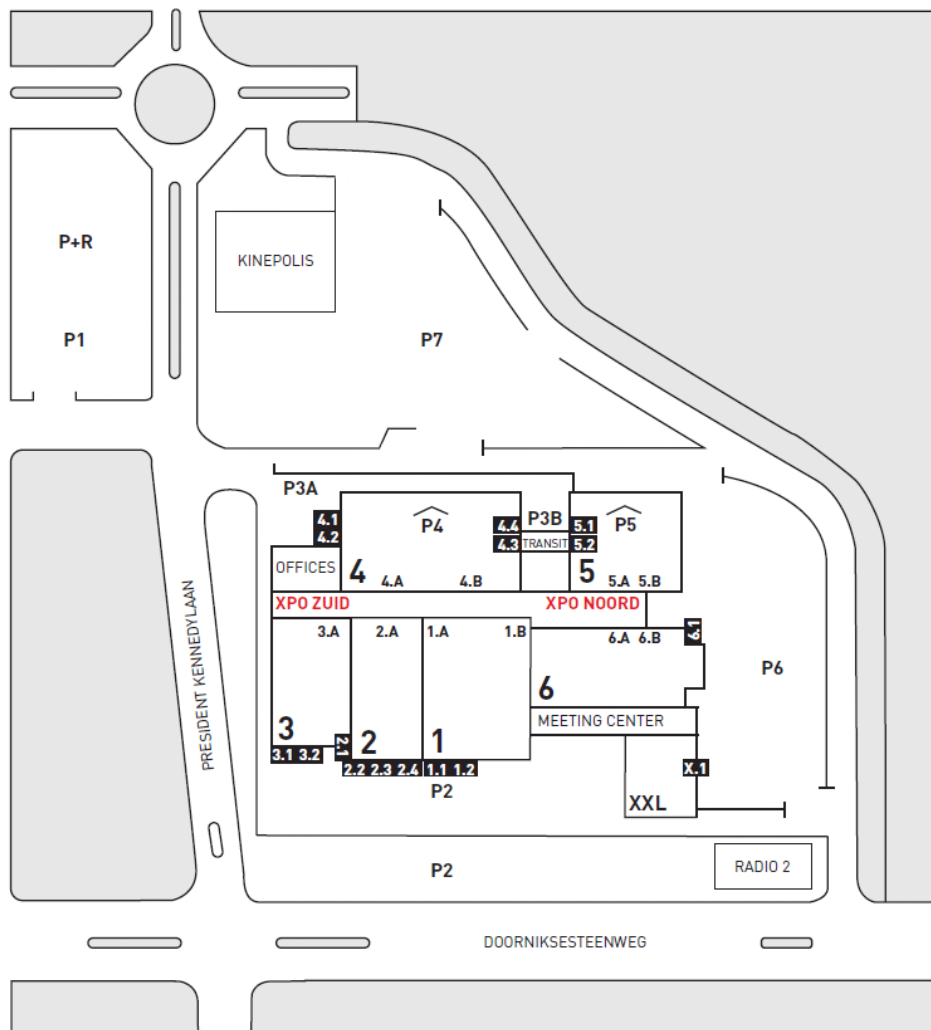 P+R
KINEPOLIS
P1
P7
P3A
4.1
4.2
P4
4.4
4.3
P3B
TRANSIT
5.1
5.2
P5
OFFICES
4
4.A
4.B
5
5.A 5.B
XPO ZUID
XPO NOORD
3.A
2.A
1.A
1.B
6.A 6.B
6.1
P6
PRESIDENT KENNEDYLAAN
6
MEETING CENTER
3
2
1
2.1
3.1 3.2
2.2 2.3 2.4
1.1 1.2
X.1
P2
XXL
P2
RADIO 2
DOORNIKSESTEENWEG